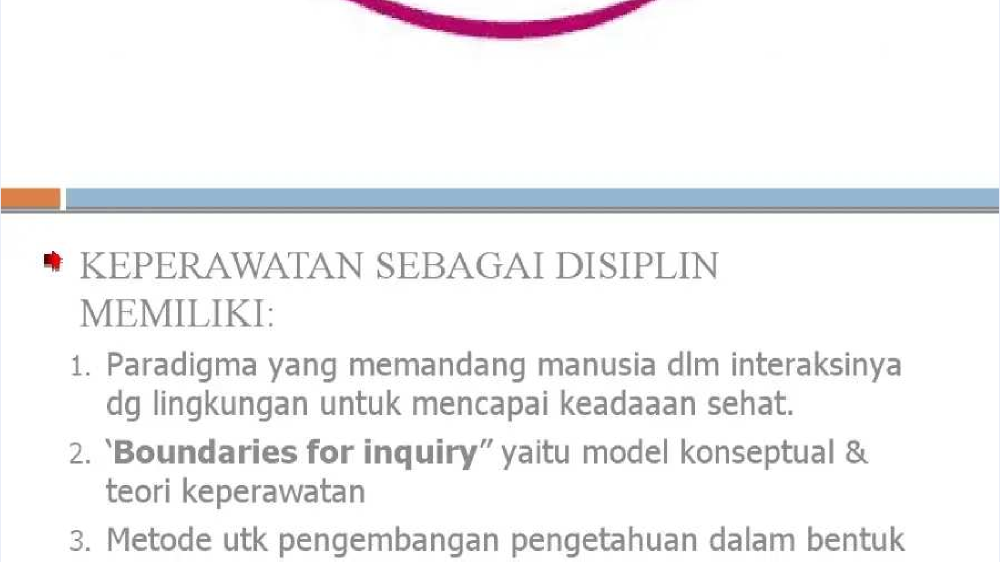 KEPERAWATAN SEBAGAI DISIPLIN
MEMILIKI:
1. Paradigma yang memandang manusia dlm interaksinya
dg lingkungan untuk mencapai keadaaan sehat.
2. ‘Boundaries for inquiry” yaitu model konseptual &
teori keperawatan
3. Metode utk pengembangan pengetahuan dalam bentuk